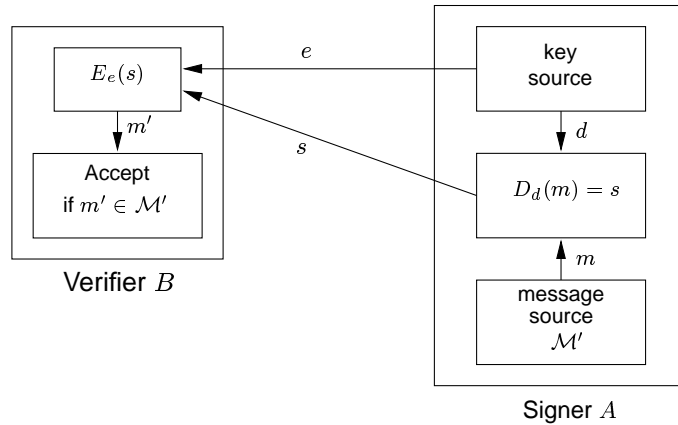 E_e(s)
m′
Accept
if m′ ∈ ℳ′
Verifier B
e
s
key
source
d
D_d(m) = s
m
message
source
ℳ′
Signer A